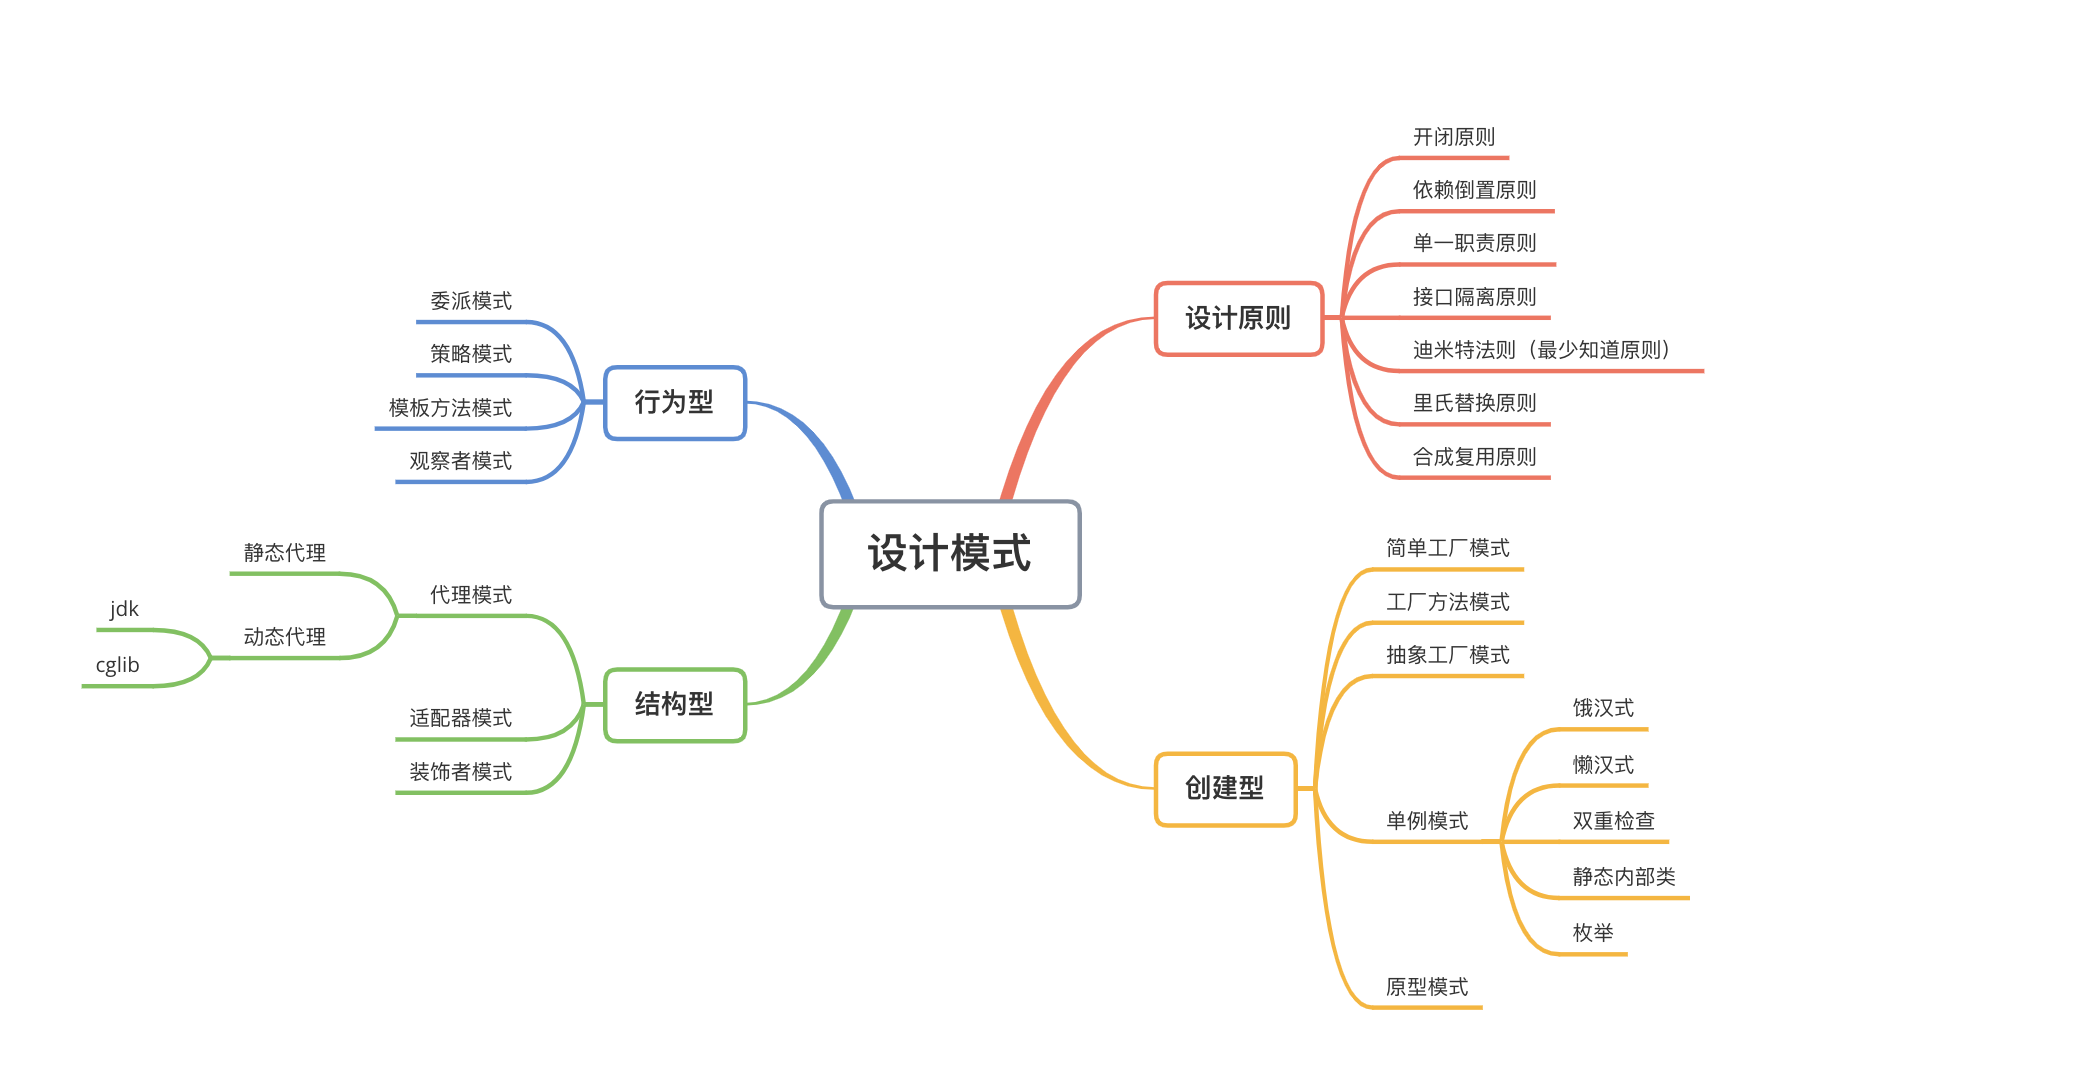 设计模式
设计原则
开闭原则
依赖倒置原则
单一职责原则
接口隔离原则
迪米特法则（最少知道原则）
里氏替换原则
合成复用原则
创建型
简单工厂模式
工厂方法模式
抽象工厂模式
单例模式
饿汉式
懒汉式
双重检查
静态内部类
枚举
原型模式
行为型
委派模式
策略模式
模板方法模式
观察者模式
结构型
代理模式
静态代理
动态代理
jdk
cglib
适配器模式
装饰者模式